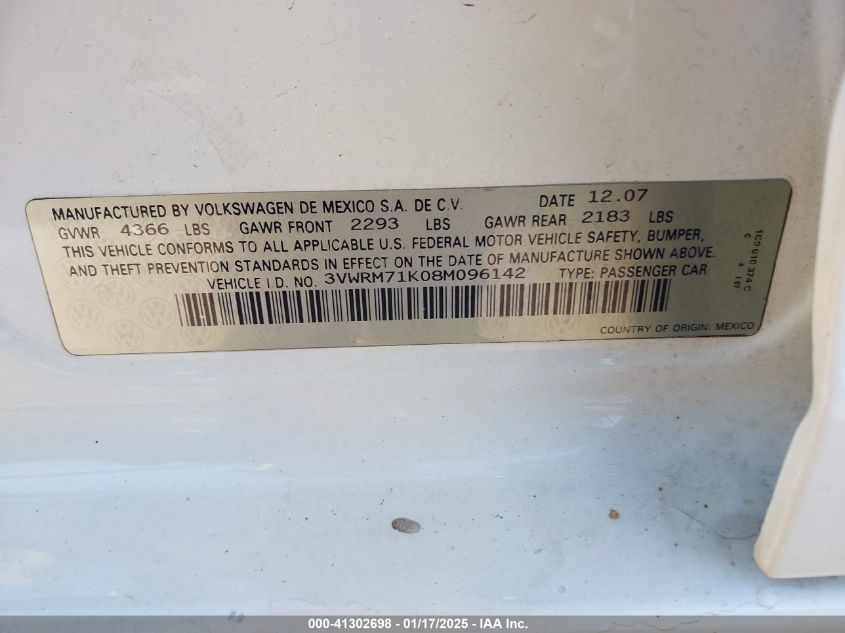 MANUFACTURED BY VOLKSWAGEN DE MEXICO S.A. DE C.V. DATE 12.07
GVWR 4366 LBS GAWR FRONT 2293 LBS GAWR REAR 2183 LBS
THIS VEHICLE CONFORMS TO ALL APPLICABLE U.S. FEDERAL MOTOR VEHICLE SAFETY, BUMPER,
AND THEFT PREVENTION STANDARDS IN EFFECT ON THE DATE OF MANUFACTURE SHOWN ABOVE.
VEHICLE I D. NO. 3VWRM71K08M096142 TYPE: PASSENGER CAR
COUNTRY OF ORIGIN: MEXICO
1C0 010 374 C
000-41302698 - 01/17/2025 - IAA Inc.